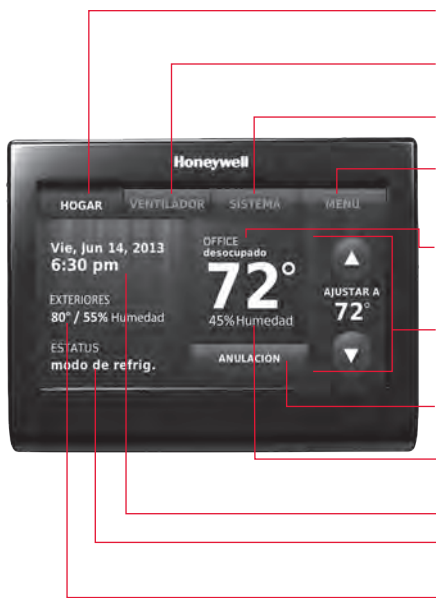 Honeywell
HOGAR
VENTILADOR
SISTEMA
MENÚ
Vie, Jun 14, 2013
6:30 pm
EXTERIORES
80° / 55% Humedad
ESTATUS
modo de refrig.
OFFICE
desocupado
72°
45% Humedad
ANULACIÓN
AJUSTAR A
72°